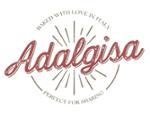 BAKED WITH LOVE IN ITALY
Adalgisa
PERFECT FOR SHARING